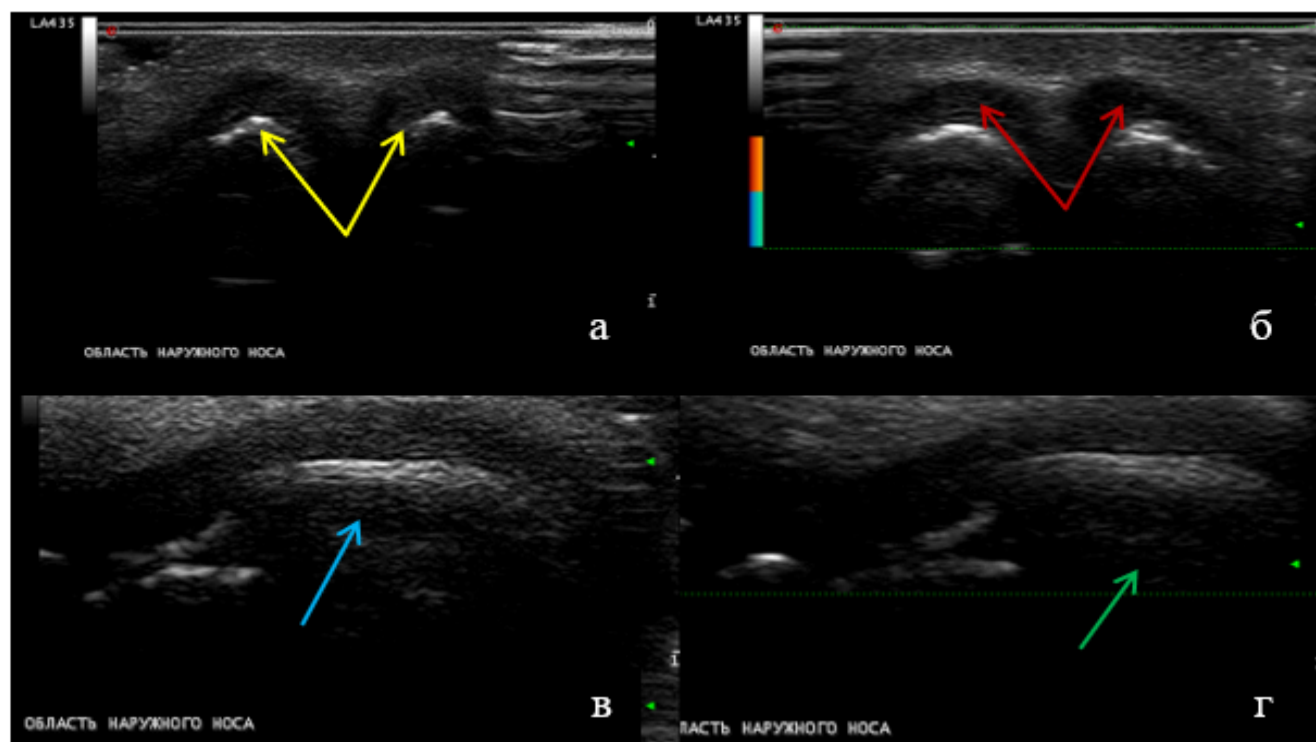 LA435
LA435
а
б
ОБЛАСТЬ НАРУЖНОГО НОСА
ОБЛАСТЬ НАРУЖНОГО НОСА
в
г
ОБЛАСТЬ НАРУЖНОГО НОСА
ЛАСТЬ НАРУЖНОГО НОСА